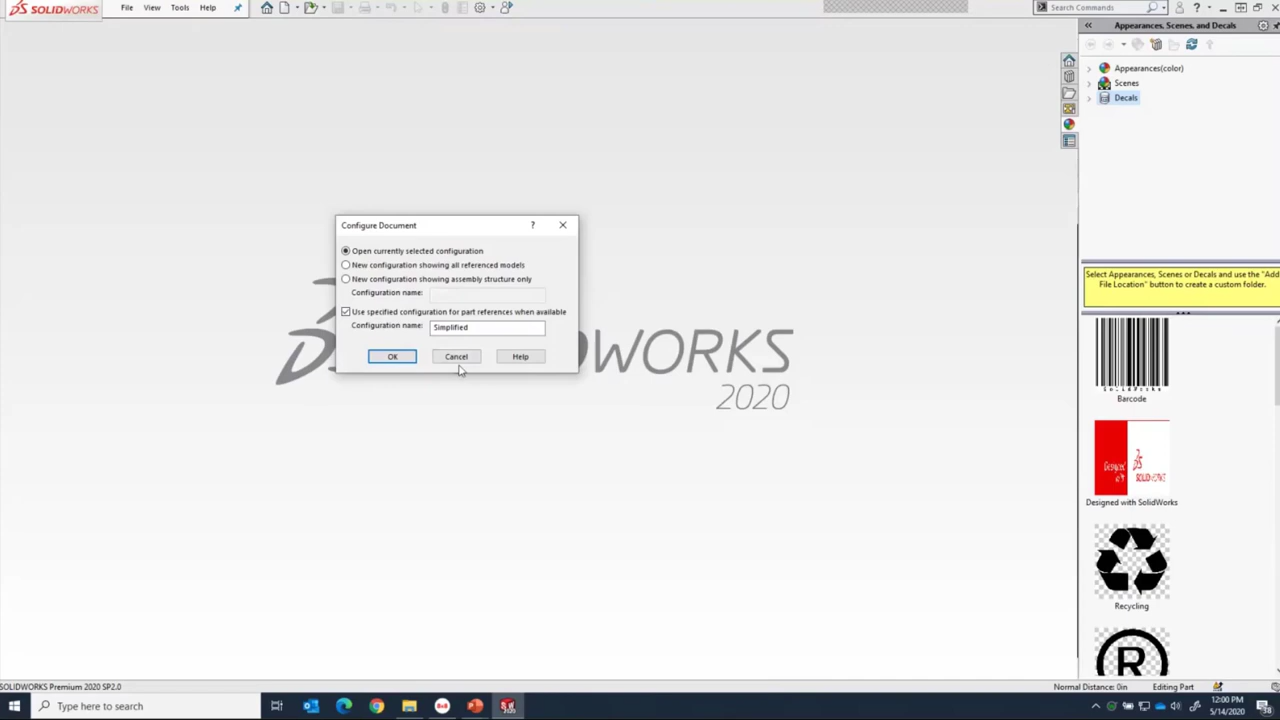 SOLIDWORKS
File View Tools Help
Search Commands
Appearances, Scenes, and Decals
Appearances(color)
Scenes
Decals
Configure Document
Open currently selected configuration
New configuration showing all referenced models
New configuration showing assembly structure only
Configuration name:
Use specified configuration for part references when available
Configuration name: Simplified
OK Cancel Help
WORKS
2020
Select Appearances, Scenes or Decals and use the "Add
File Location" button to create a custom folder.
SolidWorks
Barcode
Designed
SOLIDWORKS
Designed with SolidWorks
Recycling
R
SOLIDWORKS Premium 2020 SP2.0
Normal Distance: 0in Editing Part
Type here to search
12:00 PM
5/14/2020
38